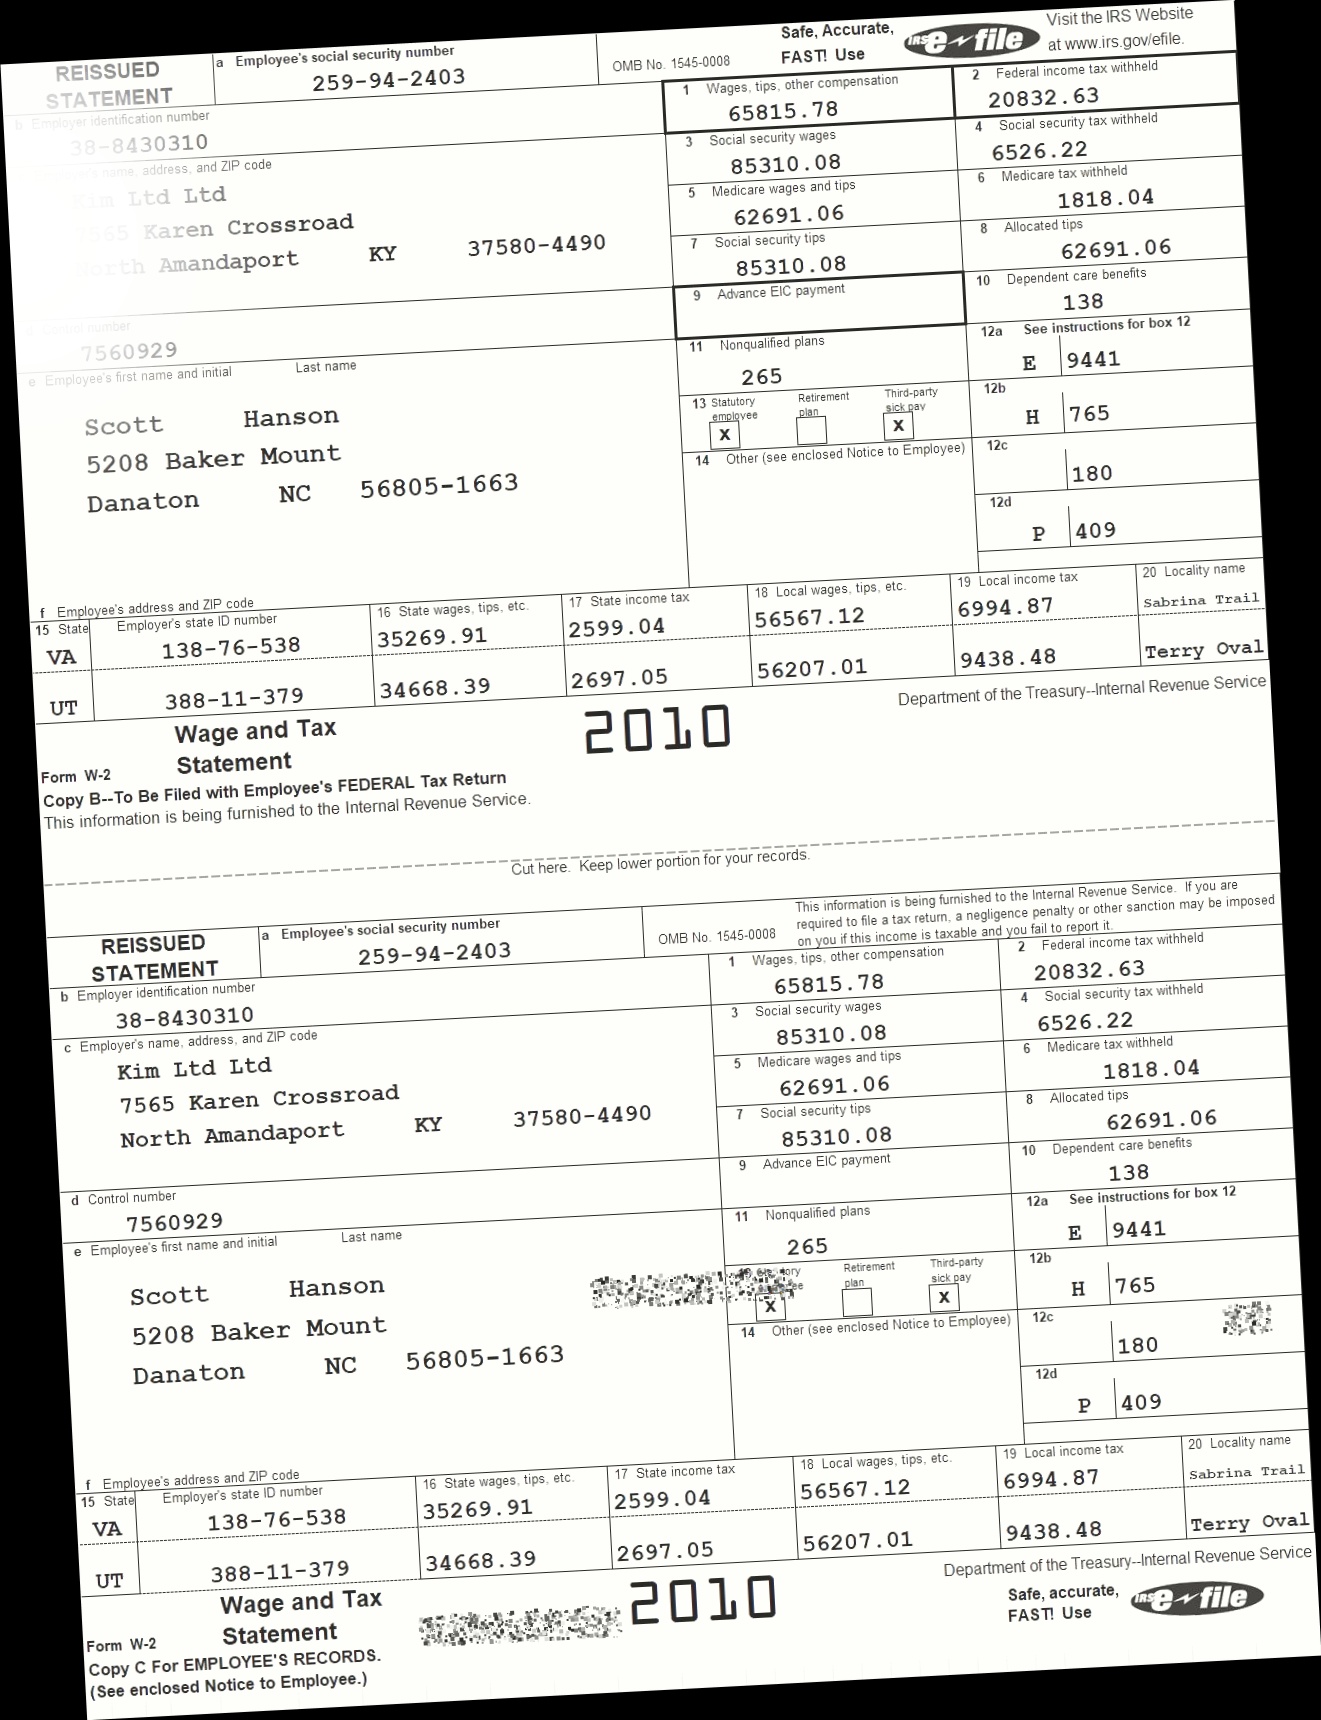 REISSUED STATEMENT
a Employee's social security number
259-94-2403
OMB No. 1545-0008
Safe, Accurate, FAST! Use
IRS e-file
Visit the IRS Website at www.irs.gov/efile.
b Employer identification number
38-8430310
name, address, and ZIP code
Kim Ltd Ltd
7565 Karen Crossroad
North Amandaport KY 37580-4490
d Control number
7560929
e Employee's first name and initial Last name
Scott Hanson
5208 Baker Mount
Danaton NC 56805-1663
f Employee's address and ZIP code
1 Wages, tips, other compensation
65815.78
2 Federal income tax withheld
20832.63
3 Social security wages
85310.08
4 Social security tax withheld
6526.22
5 Medicare wages and tips
62691.06
6 Medicare tax withheld
1818.04
7 Social security tips
85310.08
8 Allocated tips
62691.06
9 Advance EIC payment
10 Dependent care benefits
138
11 Nonqualified plans
265
12a See instructions for box 12
E 9441
13 Statutory employee X
Retirement plan
Third-party sick pay X
12b
H 765
14 Other (see enclosed Notice to Employee)
12c
180
12d
P 409
15 State Employer's state ID number 16 State wages, tips, etc. 17 State income tax 18 Local wages, tips, etc. 19 Local income tax 20 Locality name
VA 138-76-538 35269.91 2599.04 56567.12 6994.87 Sabrina Trail
UT 388-11-379 34668.39 2697.05 56207.01 9438.48 Terry Oval
Form W-2 Wage and Tax Statement
2010
Department of the Treasury--Internal Revenue Service
Copy B--To Be Filed with Employee's FEDERAL Tax Return
This information is being furnished to the Internal Revenue Service.
Cut here. Keep lower portion for your records.
REISSUED STATEMENT
a Employee's social security number
259-94-2403
OMB No. 1545-0008
This information is being furnished to the Internal Revenue Service. If you are
required to file a tax return, a negligence penalty or other sanction may be imposed
on you if this income is taxable and you fail to report it.
b Employer identification number
38-8430310
c Employer's name, address, and ZIP code
Kim Ltd Ltd
7565 Karen Crossroad
North Amandaport KY 37580-4490
d Control number
7560929
e Employee's first name and initial Last name
Scott Hanson
5208 Baker Mount
Danaton NC 56805-1663
f Employee's address and ZIP code
1 Wages, tips, other compensation
65815.78
2 Federal income tax withheld
20832.63
3 Social security wages
85310.08
4 Social security tax withheld
6526.22
5 Medicare wages and tips
62691.06
6 Medicare tax withheld
1818.04
7 Social security tips
85310.08
8 Allocated tips
62691.06
9 Advance EIC payment
10 Dependent care benefits
138
11 Nonqualified plans
265
12a See instructions for box 12
E 9441
X
Retirement plan
Third-party sick pay X
12b
H 765
14 Other (see enclosed Notice to Employee)
12c
180
12d
P 409
15 State Employer's state ID number 16 State wages, tips, etc. 17 State income tax 18 Local wages, tips, etc. 19 Local income tax 20 Locality name
VA 138-76-538 35269.91 2599.04 56567.12 6994.87 Sabrina Trail
UT 388-11-379 34668.39 2697.05 56207.01 9438.48 Terry Oval
Form W-2 Wage and Tax Statement
2010
Department of the Treasury--Internal Revenue Service
Safe, accurate, FAST! Use
IRS e-file
Copy C For EMPLOYEE'S RECORDS.
(See enclosed Notice to Employee.)